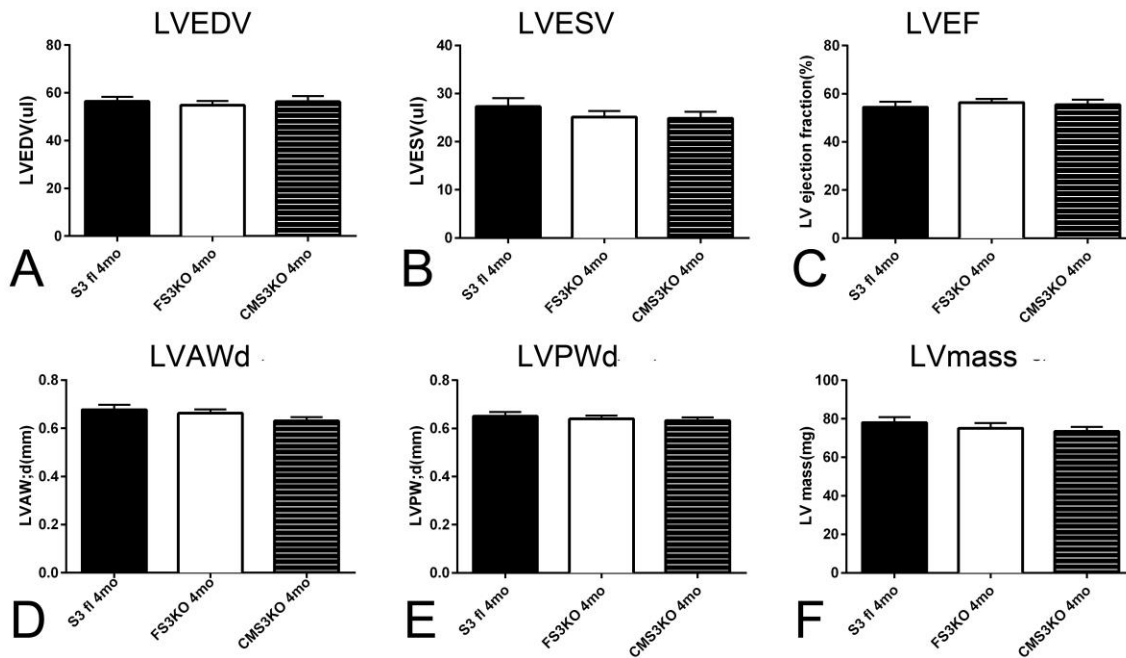 LVEDV
LVEDV(ul)
80
60
40
20
0
S3 fl 4mo
FS3KO 4mo
CMS3KO 4mo
A
LVESV
LVESV(ul)
40
30
20
10
0
S3 fl 4mo
FS3KO 4mo
CMS3KO 4mo
B
LVEF
LV ejection fraction(%)
80
60
40
20
0
S3 fl 4mo
FS3KO 4mo
CMS3KO 4mo
C
LVAWd
LVAW;d(mm)
0.8
0.6
0.4
0.2
0.0
S3 fl 4mo
FS3KO 4mo
CMS3KO 4mo
D
LVPWd
LVPW;d(mm)
0.8
0.6
0.4
0.2
0.0
S3 fl 4mo
FS3KO 4mo
CMS3KO 4mo
E
LVmass
LV mass(mg)
100
80
60
40
20
0
S3 fl 4mo
FS3KO 4mo
CMS3KO 4mo
F